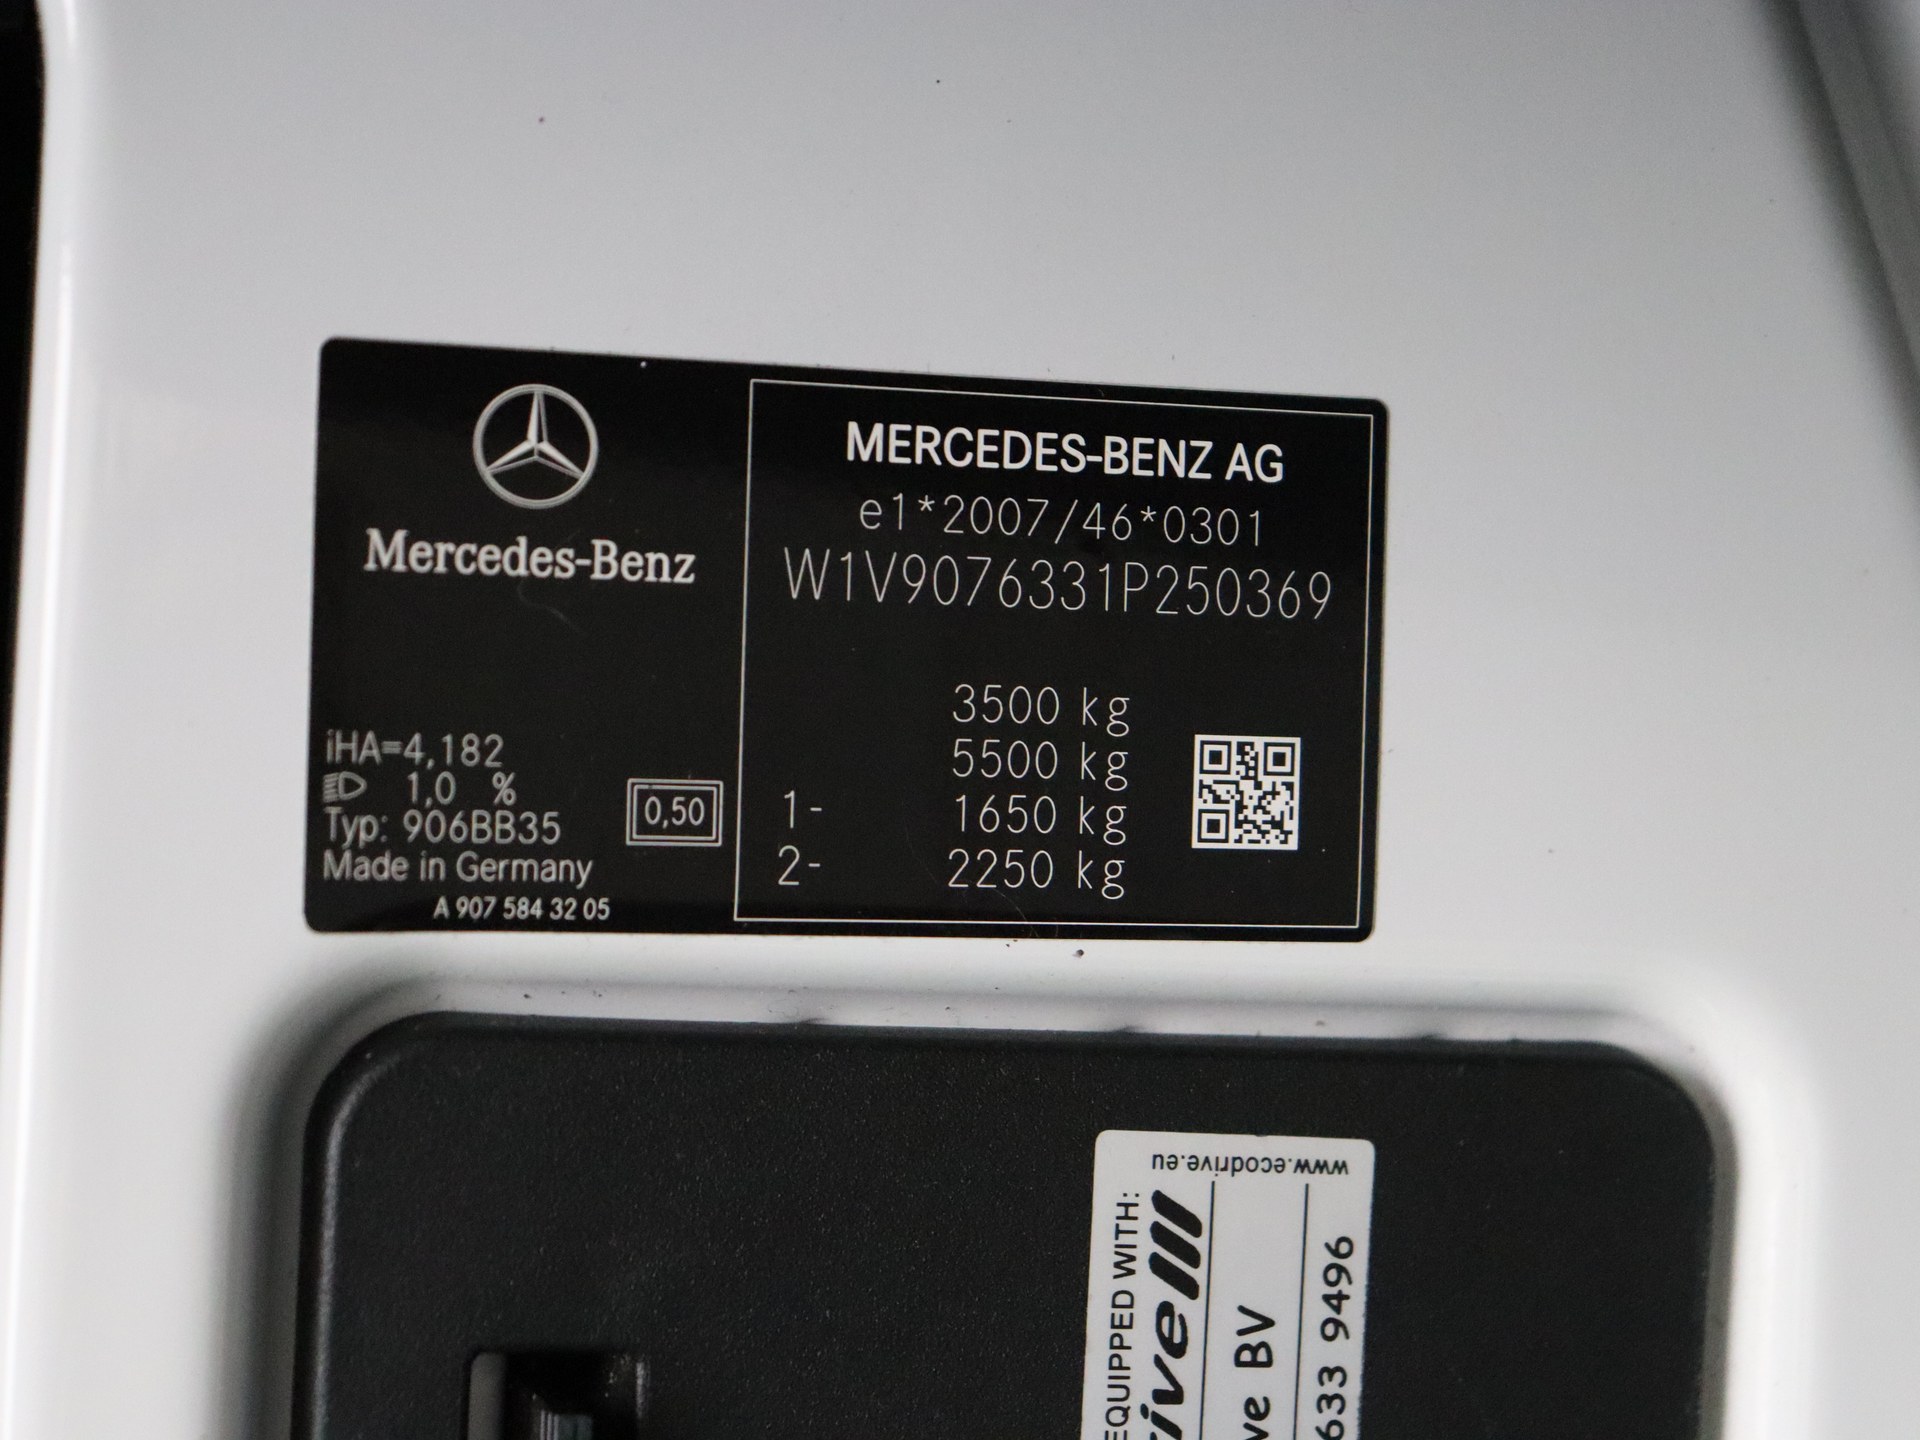 Mercedes-Benz
iHA=4,182
1,0 %
Typ: 906BB35
Made in Germany
A 907 584 32 05
0,50
MERCEDES-BENZ AG
e1*2007/46*0301
W1V9076331P250369
3500 kg
5500 kg
1- 1650 kg
2- 2250 kg
www.ecodrive.eu
EQUIPPED WITH:
BV
633 9496